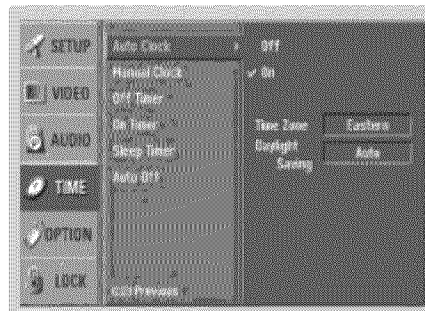 SETUP
VIDEO
AUDIO
TIME
OPTION
LOCK
Auto Clock
Manual Clock
Off Timer
On Timer
Sleep Timer
Auto Off
Previous
Off
✓ On
Time Zone Eastern
Daylight
Saving Auto